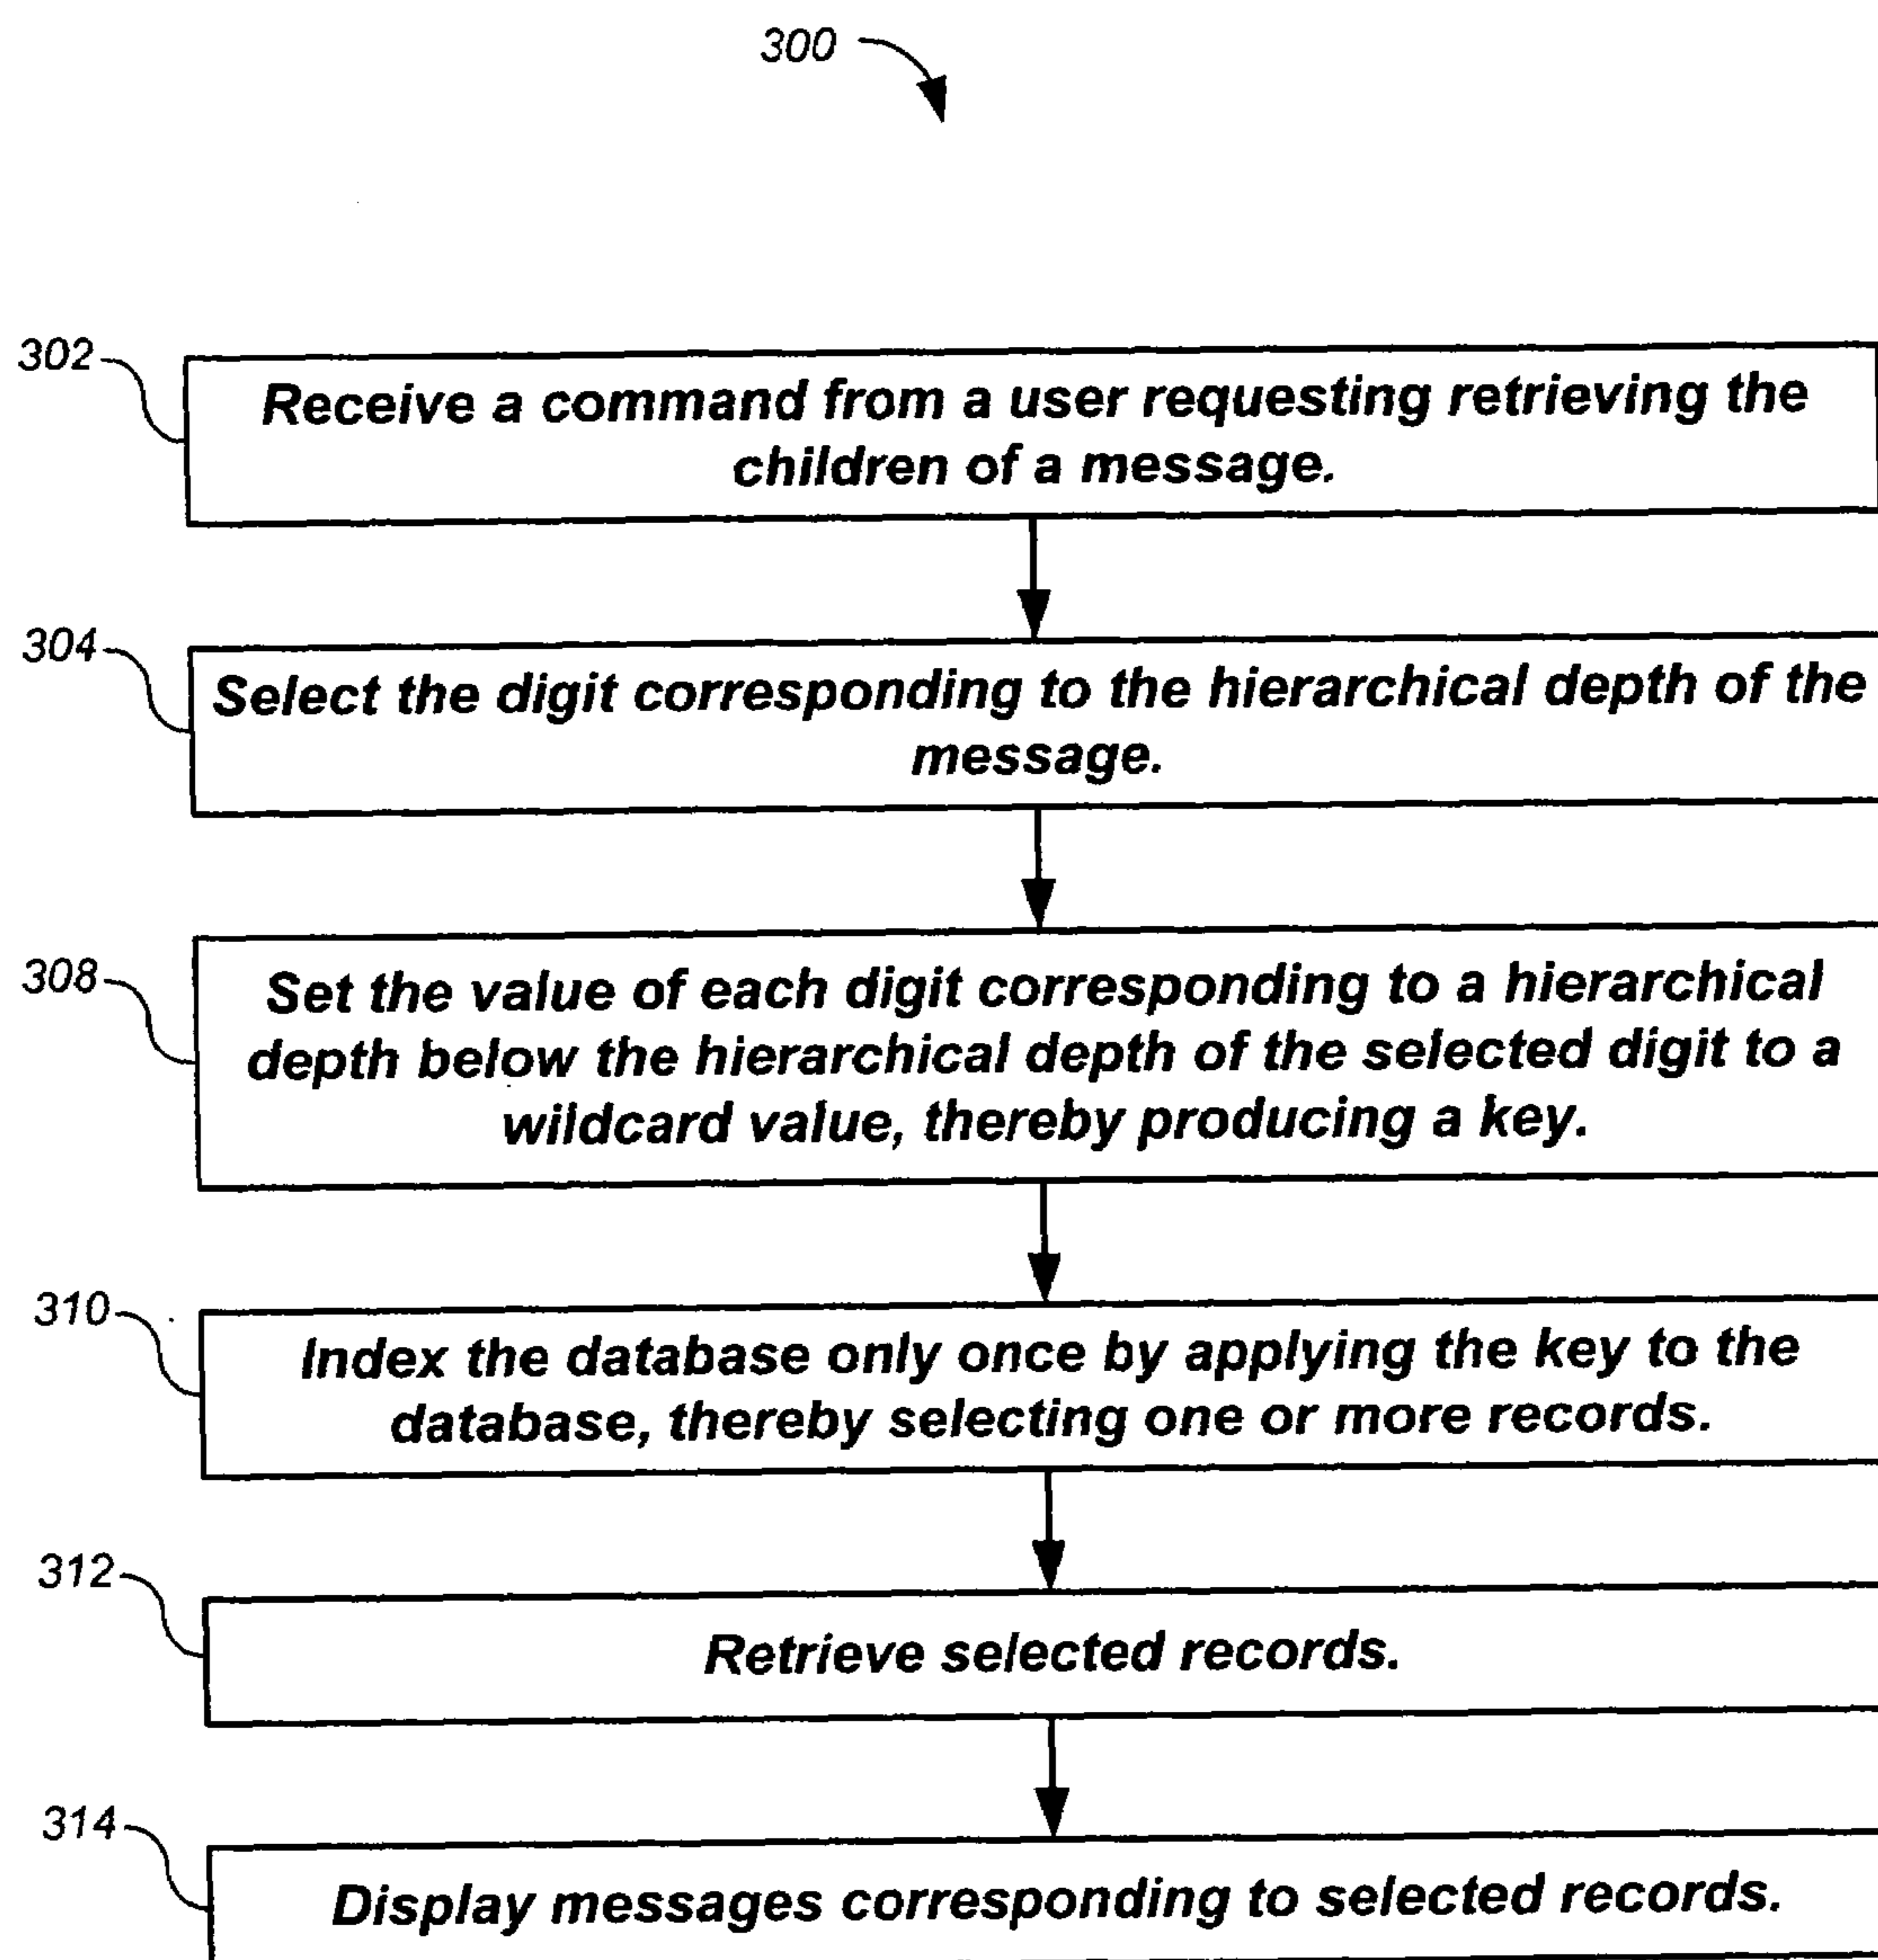 300
302
Receive a command from a user requesting retrieving the
children of a message.
304
Select the digit corresponding to the hierarchical depth of the
message.
308
Set the value of each digit corresponding to a hierarchical
depth below the hierarchical depth of the selected digit to a
wildcard value, thereby producing a key.
310
Index the database only once by applying the key to the
database, thereby selecting one or more records.
312
Retrieve selected records.
314
Display messages corresponding to selected records.